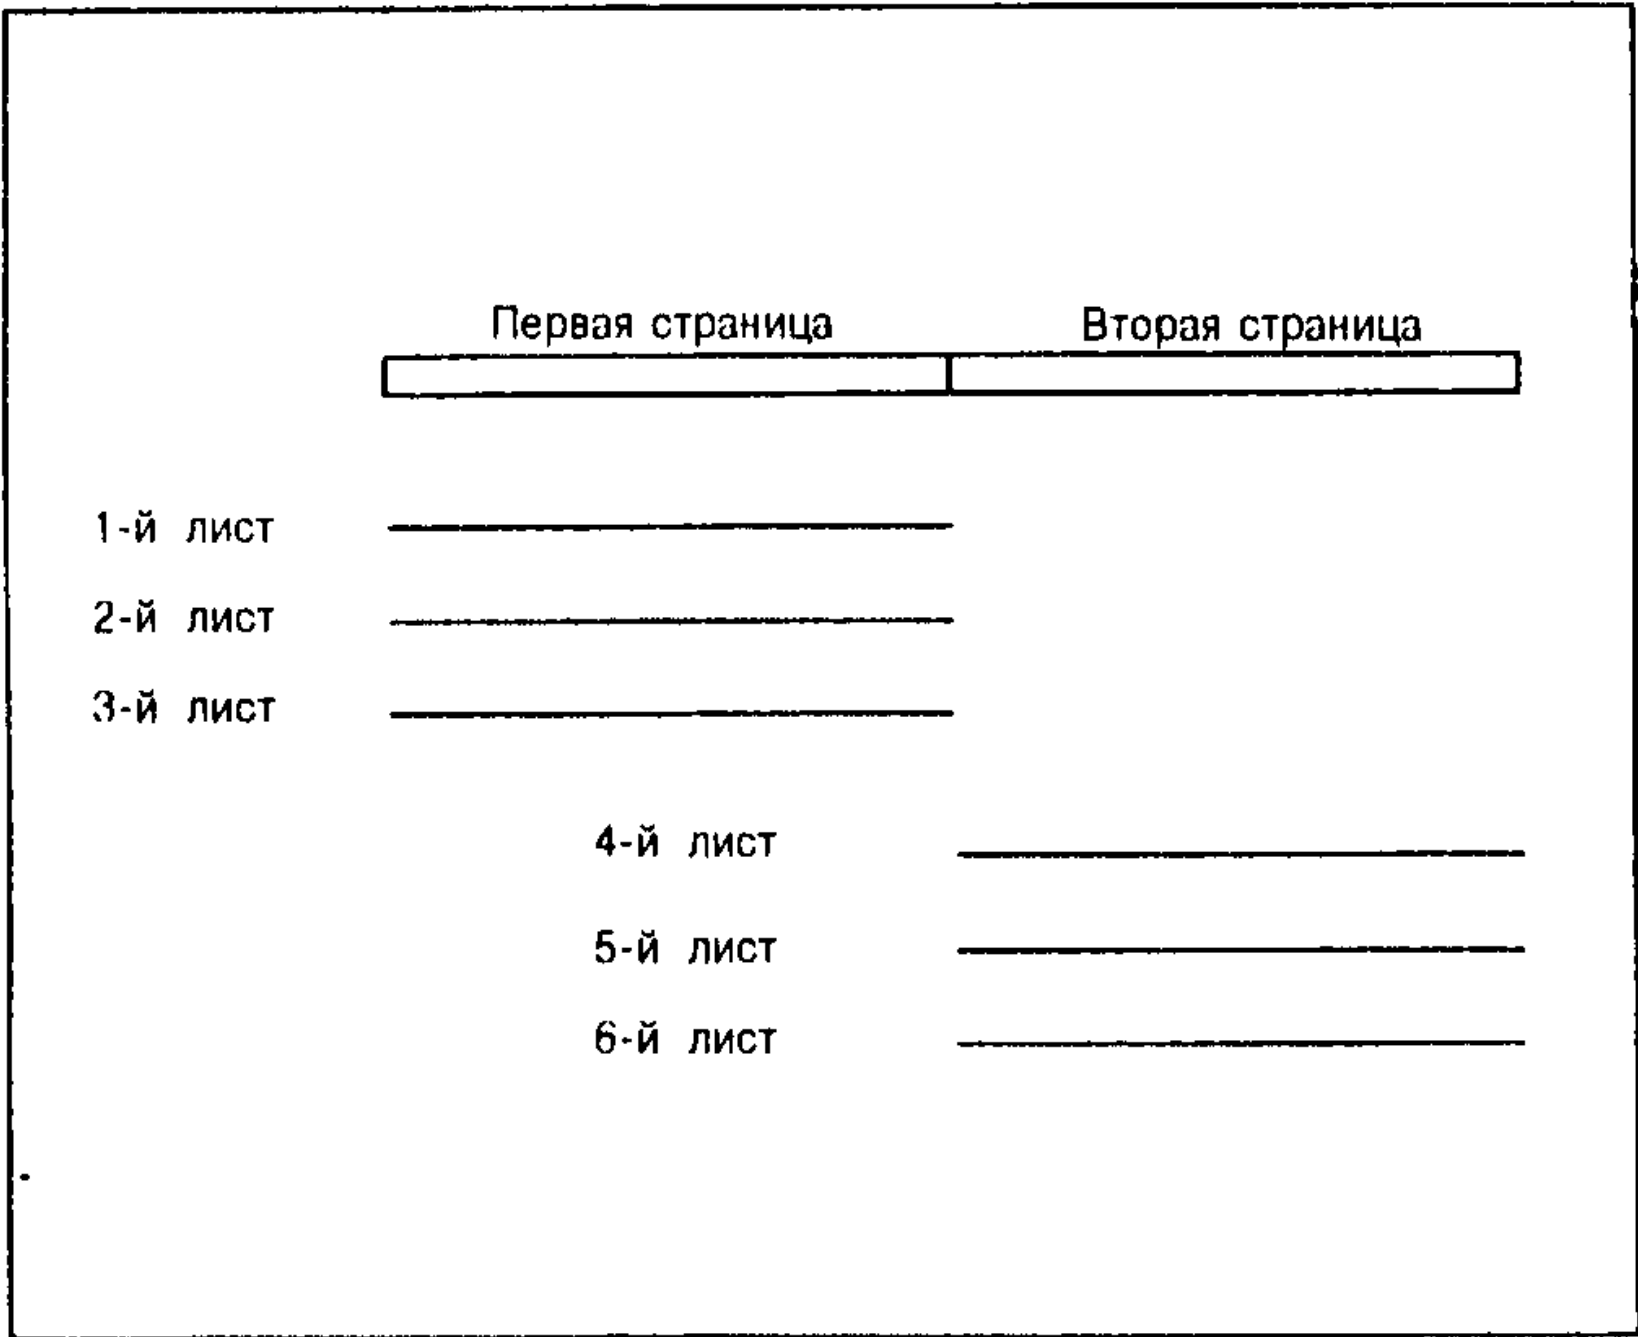 Первая страница Вторая страница
1-й лист
2-й лист
3-й лист
4-й лист
5-й лист
6-й лист